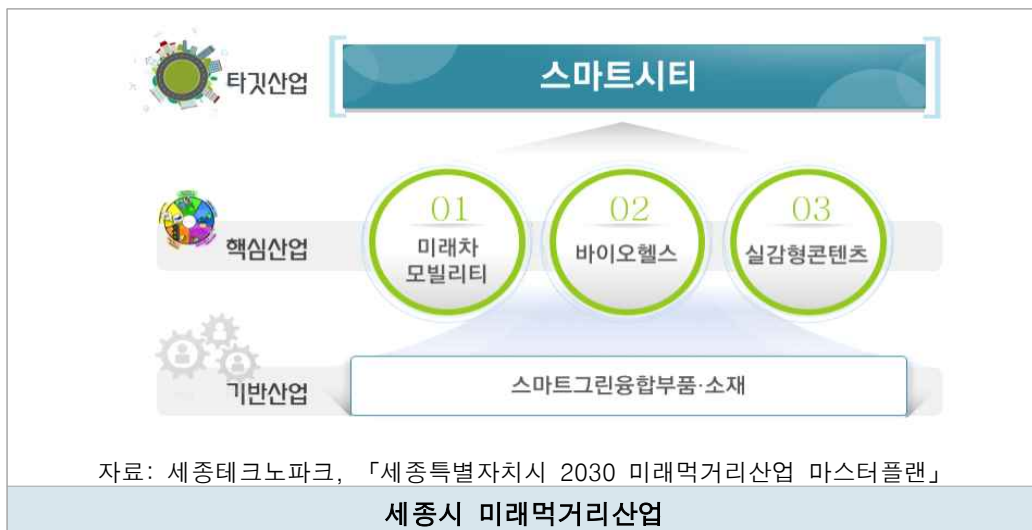 타깃산업
스마트시티
핵심산업
01
미래차
모빌리티
02
바이오헬스
03
실감형콘텐츠
기반산업
스마트그린융합부품·소재
자료: 세종테크노파크, 「세종특별자치시 2030 미래먹거리산업 마스터플랜」
세종시 미래먹거리산업